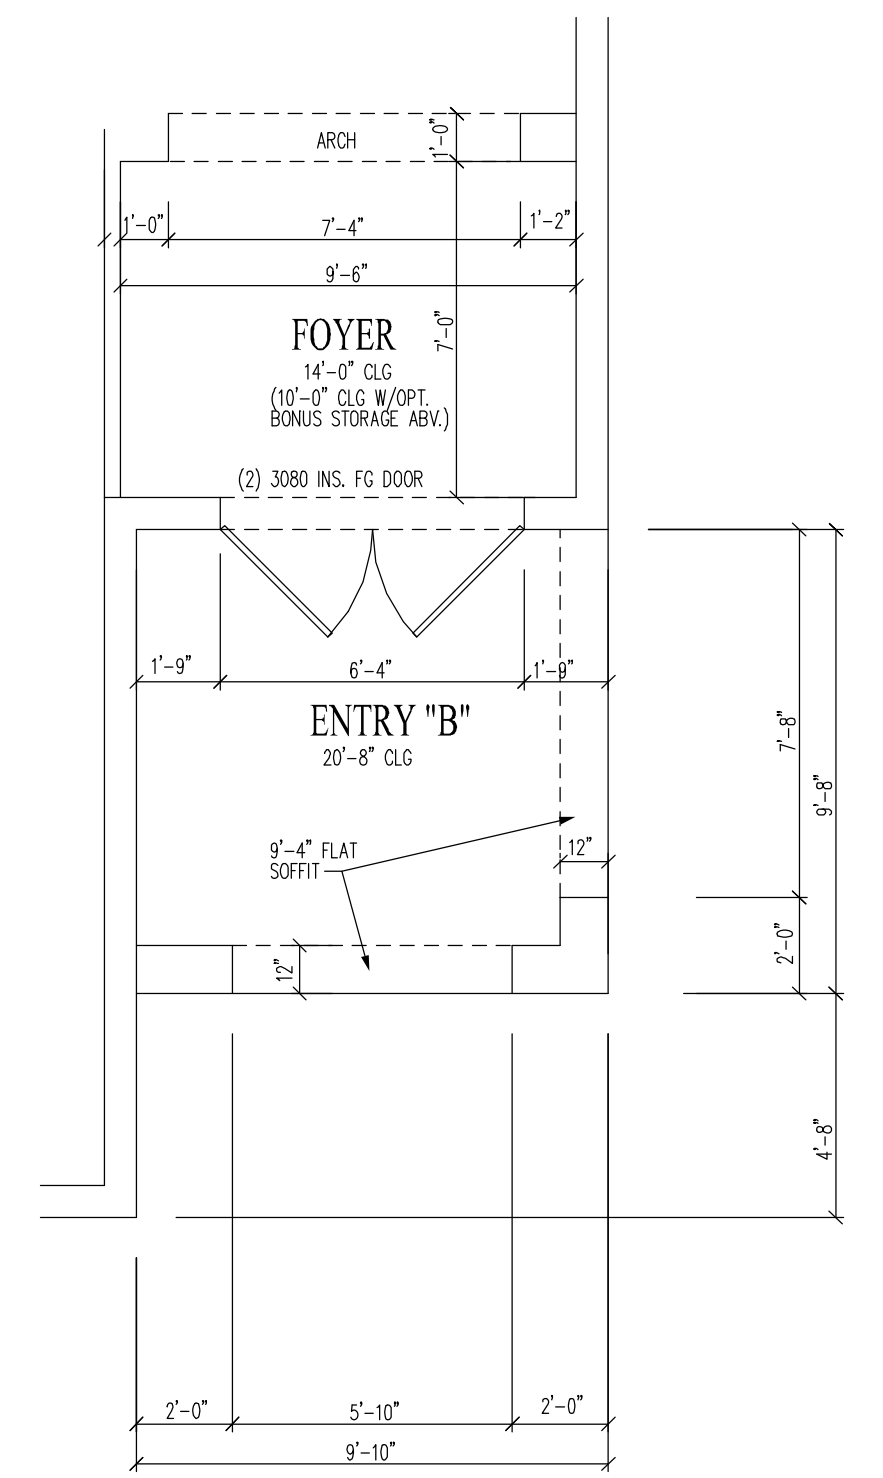 ARCH
1'-0"
1'-0"
7'-4"
1'-2"
9'-6"
FOYER
14'-0" CLG
(10'-0" CLG W/OPT.
BONUS STORAGE ABV.)
7'-0"
(2) 3080 INS. FG DOOR
1'-9"
6'-4"
1'-9"
ENTRY "B"
20'-8" CLG
7'-8"
9'-8"
9'-4" FLAT
SOFFIT
12"
12"
2'-0"
4'-8"
2'-0"
5'-10"
2'-0"
9'-10"